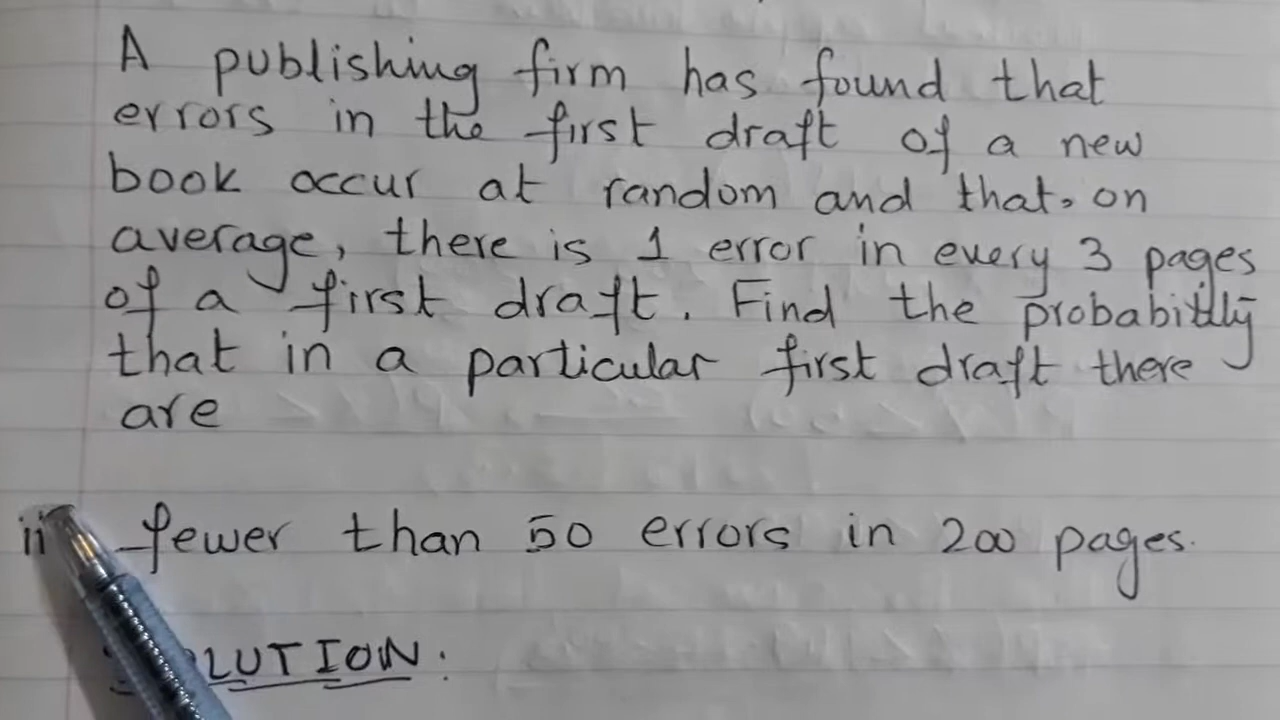 A publishing firm has found that
errors in the first draft of a new
book occur at random and that, on
average, there is 1 error in every 3 pages
of a first draft. Find the probability
that in a particular first draft there
are
ii fewer than 50 errors in 200 pages.
LUTION.